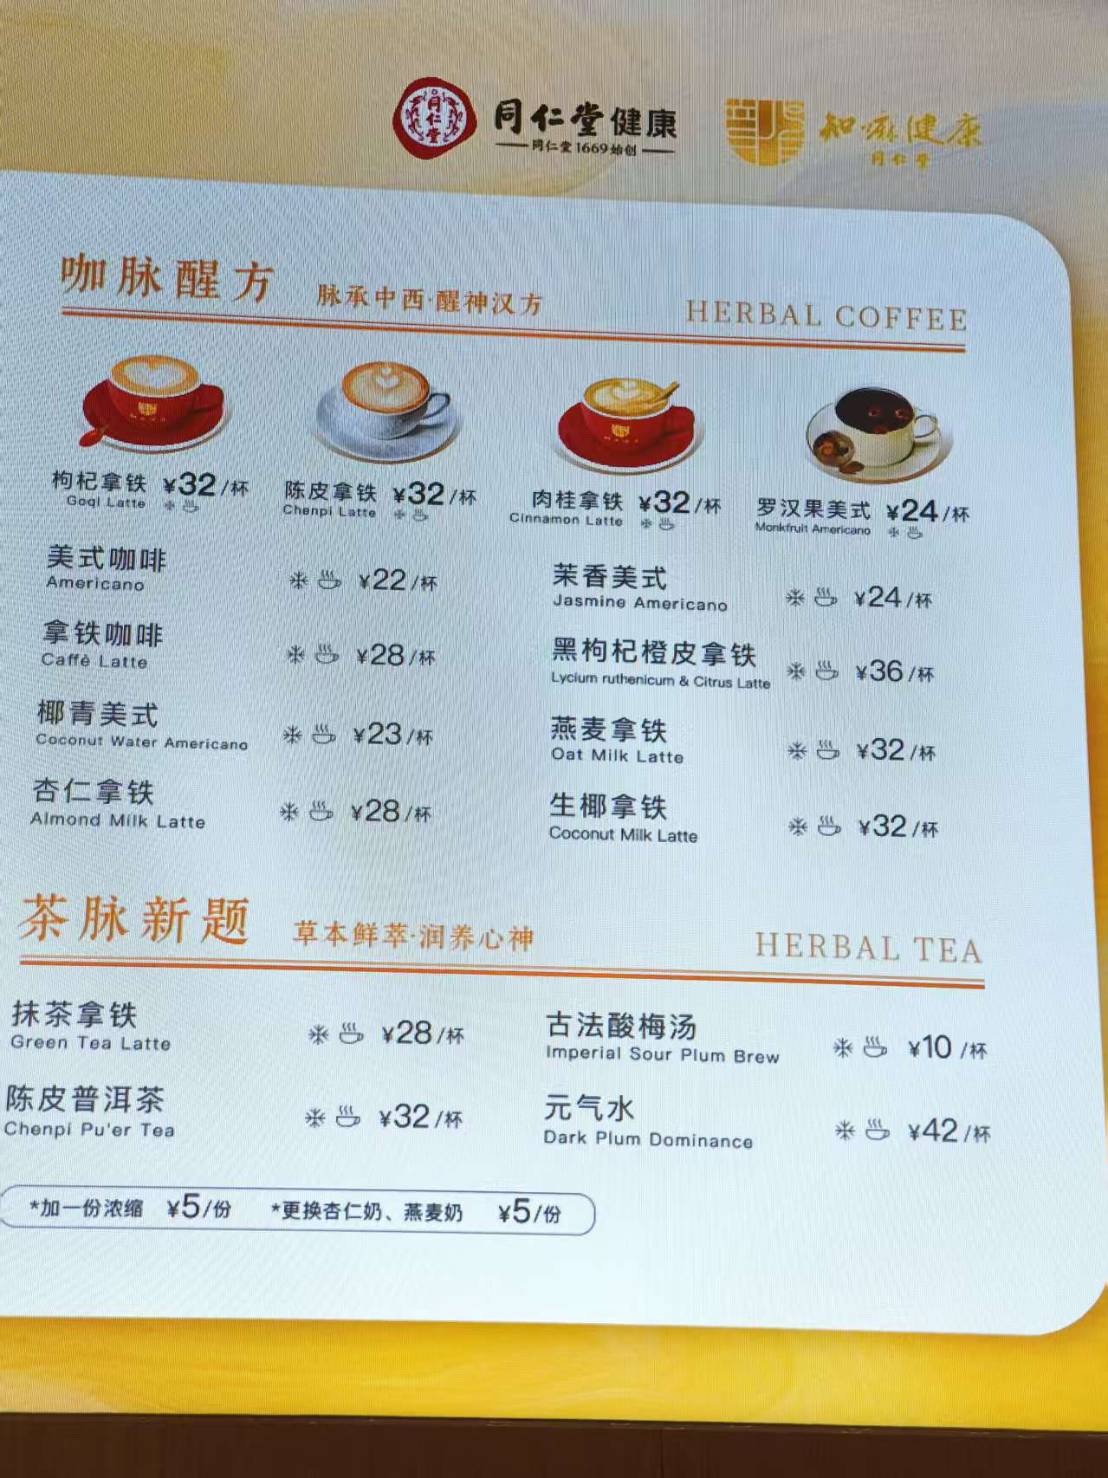 同仁堂
同仁堂健康
同仁堂1669始创
知嘛健康
同仁堂
咖脉醒方 脉承中西·醒神汉方 HERBAL COFFEE
枸杞拿铁 ¥32/杯
Goqi Latte
陈皮拿铁 ¥32/杯
Chenpi Latte
肉桂拿铁 ¥32/杯
Cinnamon Latte
罗汉果美式 ¥24/杯
Monkfruit Americano
美式咖啡 ¥22/杯
Americano
拿铁咖啡 ¥28/杯
Caffè Latte
椰青美式 ¥23/杯
Coconut Water Americano
杏仁拿铁 ¥28/杯
Almond Milk Latte
茉香美式 ¥24/杯
Jasmine Americano
黑枸杞橙皮拿铁 ¥36/杯
Lycium ruthenicum & Citrus Latte
燕麦拿铁 ¥32/杯
Oat Milk Latte
生椰拿铁 ¥32/杯
Coconut Milk Latte
茶脉新题 草本鲜萃·润养心神 HERBAL TEA
抹茶拿铁 ¥28/杯
Green Tea Latte
陈皮普洱茶 ¥32/杯
Chenpi Pu'er Tea
古法酸梅汤 ¥10/杯
Imperial Sour Plum Brew
元气水 ¥42/杯
Dark Plum Dominance
*加一份浓缩 ¥5/份 *更换杏仁奶、燕麦奶 ¥5/份